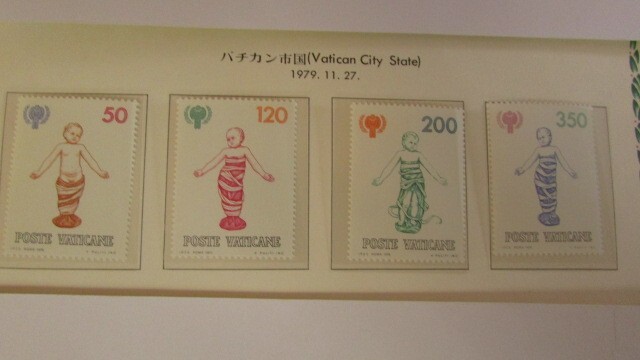 バチカン市国(Vatican City State)
1979. 11. 27.
50
120
200
350
POSTE VATICANE
POSTE VATICANE
POSTE VATICANE
POSTE VATICANE